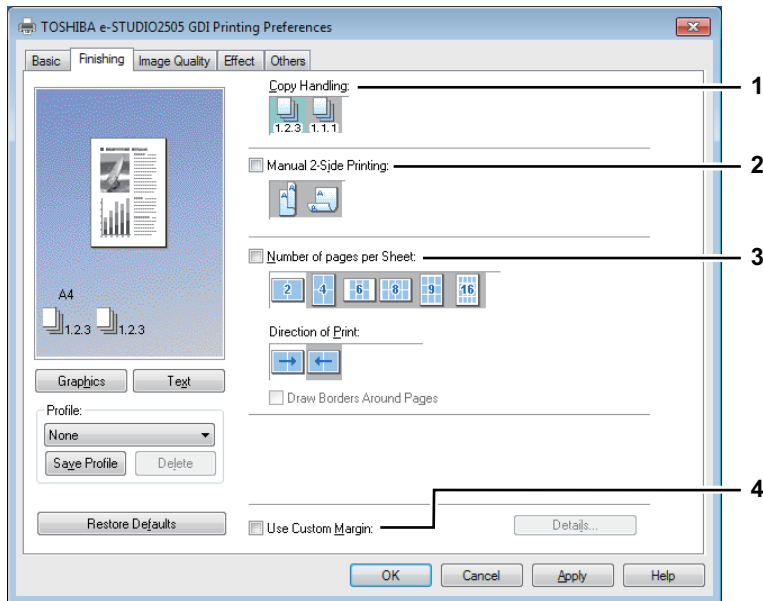 TOSHIBA e-STUDIO2505 GDI Printing Preferences
Basic Finishing Image Quality Effect Others
Copy Handling:
1
1.2.3 1.1.1
Manual 2-Side Printing:
2
A A
Number of pages per Sheet:
3
2 4 6 8 9 16
A4
1.2.3 1.2.3
Direction of Print:
Draw Borders Around Pages
Graphics Text
Profile:
None
Save Profile Delete
Restore Defaults
Use Custom Margin:
4
Details...
OK Cancel Apply Help